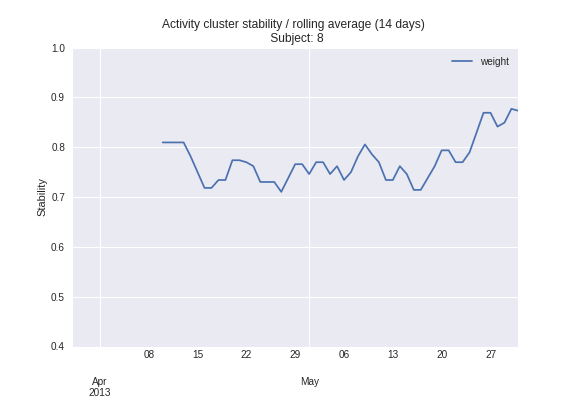 Activity cluster stability / rolling average (14 days)
Subject: 8
weight
Stability
1.0
0.9
0.8
0.7
0.6
0.5
0.4
08
15
22
29
06
13
20
27
Apr
2013
May